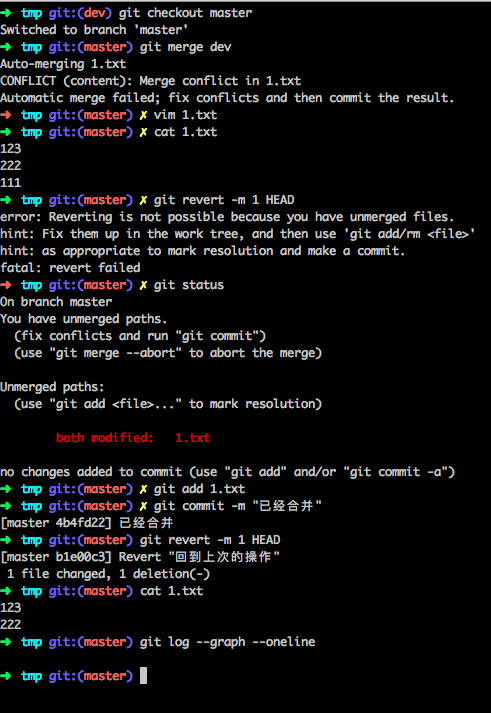 ➜ tmp git:(dev) git checkout master
Switched to branch 'master'
➜ tmp git:(master) git merge dev
Auto-merging 1.txt
CONFLICT (content): Merge conflict in 1.txt
Automatic merge failed; fix conflicts and then commit the result.
➜ tmp git:(master) ✗ vim 1.txt
➜ tmp git:(master) ✗ cat 1.txt
123
222
111
➜ tmp git:(master) ✗ git revert -m 1 HEAD
error: Reverting is not possible because you have unmerged files.
hint: Fix them up in the work tree, and then use 'git add/rm <file>'
hint: as appropriate to mark resolution and make a commit.
fatal: revert failed
➜ tmp git:(master) ✗ git status
On branch master
You have unmerged paths.
(fix conflicts and run "git commit")
(use "git merge --abort" to abort the merge)
Unmerged paths:
(use "git add <file>..." to mark resolution)
both modified: 1.txt
no changes added to commit (use "git add" and/or "git commit -a")
➜ tmp git:(master) ✗ git add 1.txt
➜ tmp git:(master) ✗ git commit -m "已经合并"
[master 4b4fd22] 已经合并
➜ tmp git:(master) git revert -m 1 HEAD
[master b1e00c3] Revert "回到上次的操作"
1 file changed, 1 deletion(-)
➜ tmp git:(master) cat 1.txt
123
222
➜ tmp git:(master) git log --graph --oneline
➜ tmp git:(master)